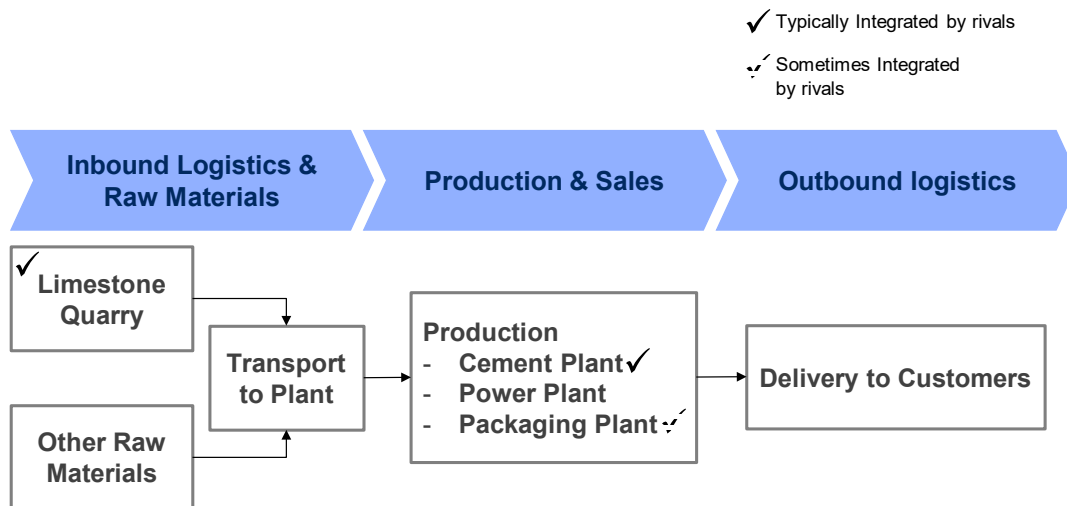 ✓ Typically Integrated by rivals
✓ Sometimes Integrated
by rivals
Inbound Logistics &
Raw Materials
Production & Sales
Outbound logistics
✓
Limestone
Quarry
Other Raw
Materials
Transport
to Plant
Production
- Cement Plant ✓
- Power Plant
- Packaging Plant ✓
Delivery to Customers